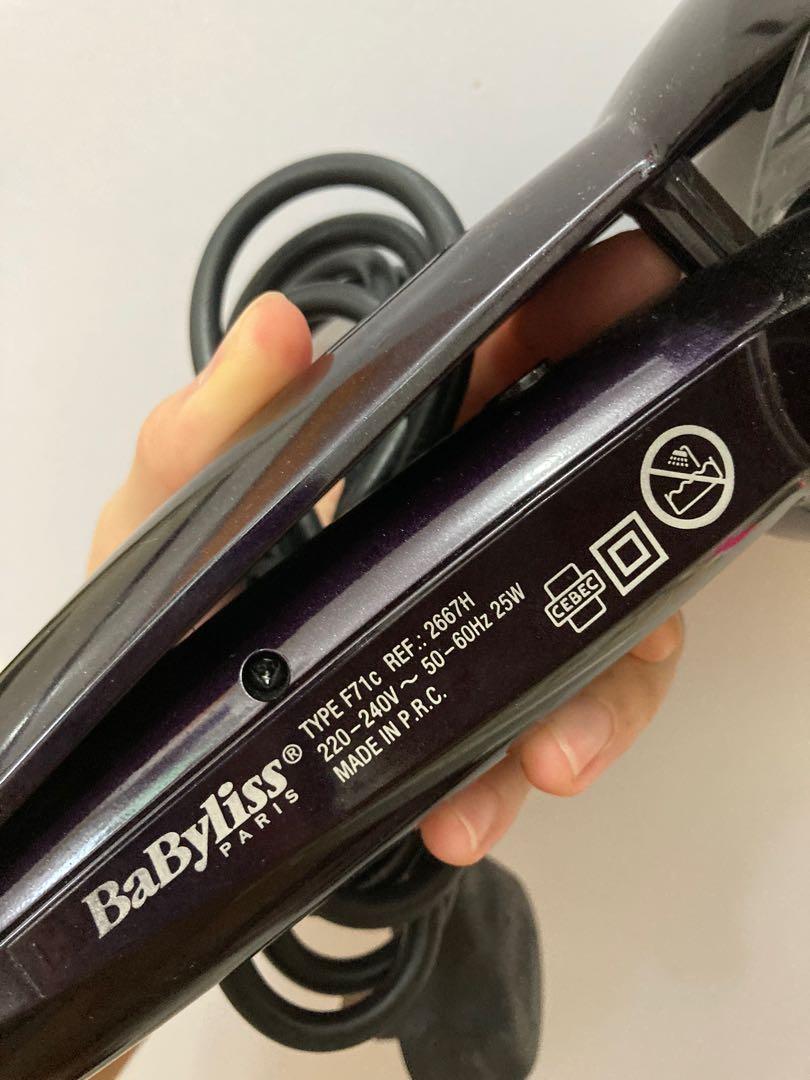 BaByliss®
PARIS
TYPE F71c REF.: 2667H
220-240V ~ 50-60Hz 25W
MADE IN P.R.C.
CEBEC